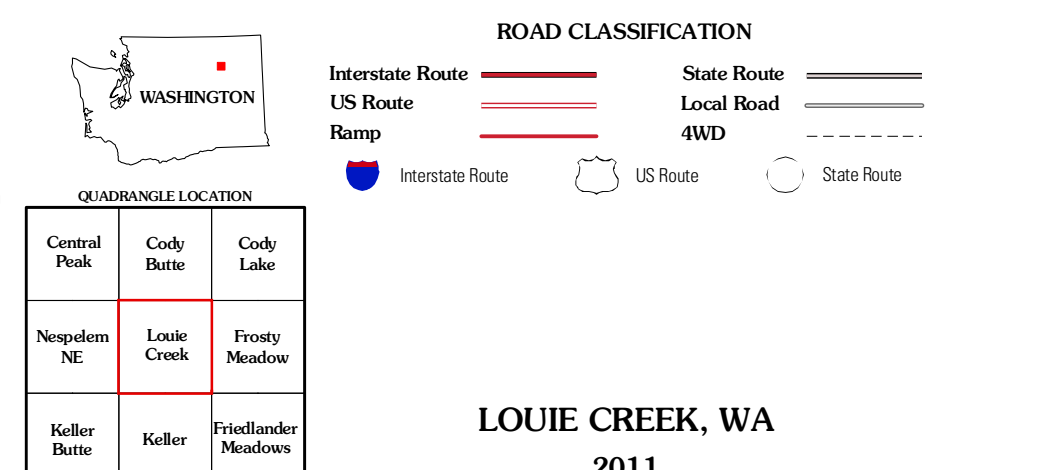 WASHINGTON
QUADRANGLE LOCATION
ROAD CLASSIFICATION
Interstate Route
State Route
US Route
Local Road
Ramp
4WD
Interstate Route
US Route
State Route
Central
Peak
Cody
Butte
Cody
Lake
Nespelem
NE
Louie
Creek
Frosty
Meadow
Keller
Butte
Keller
Friedlander
Meadows
LOUIE CREEK, WA
2011